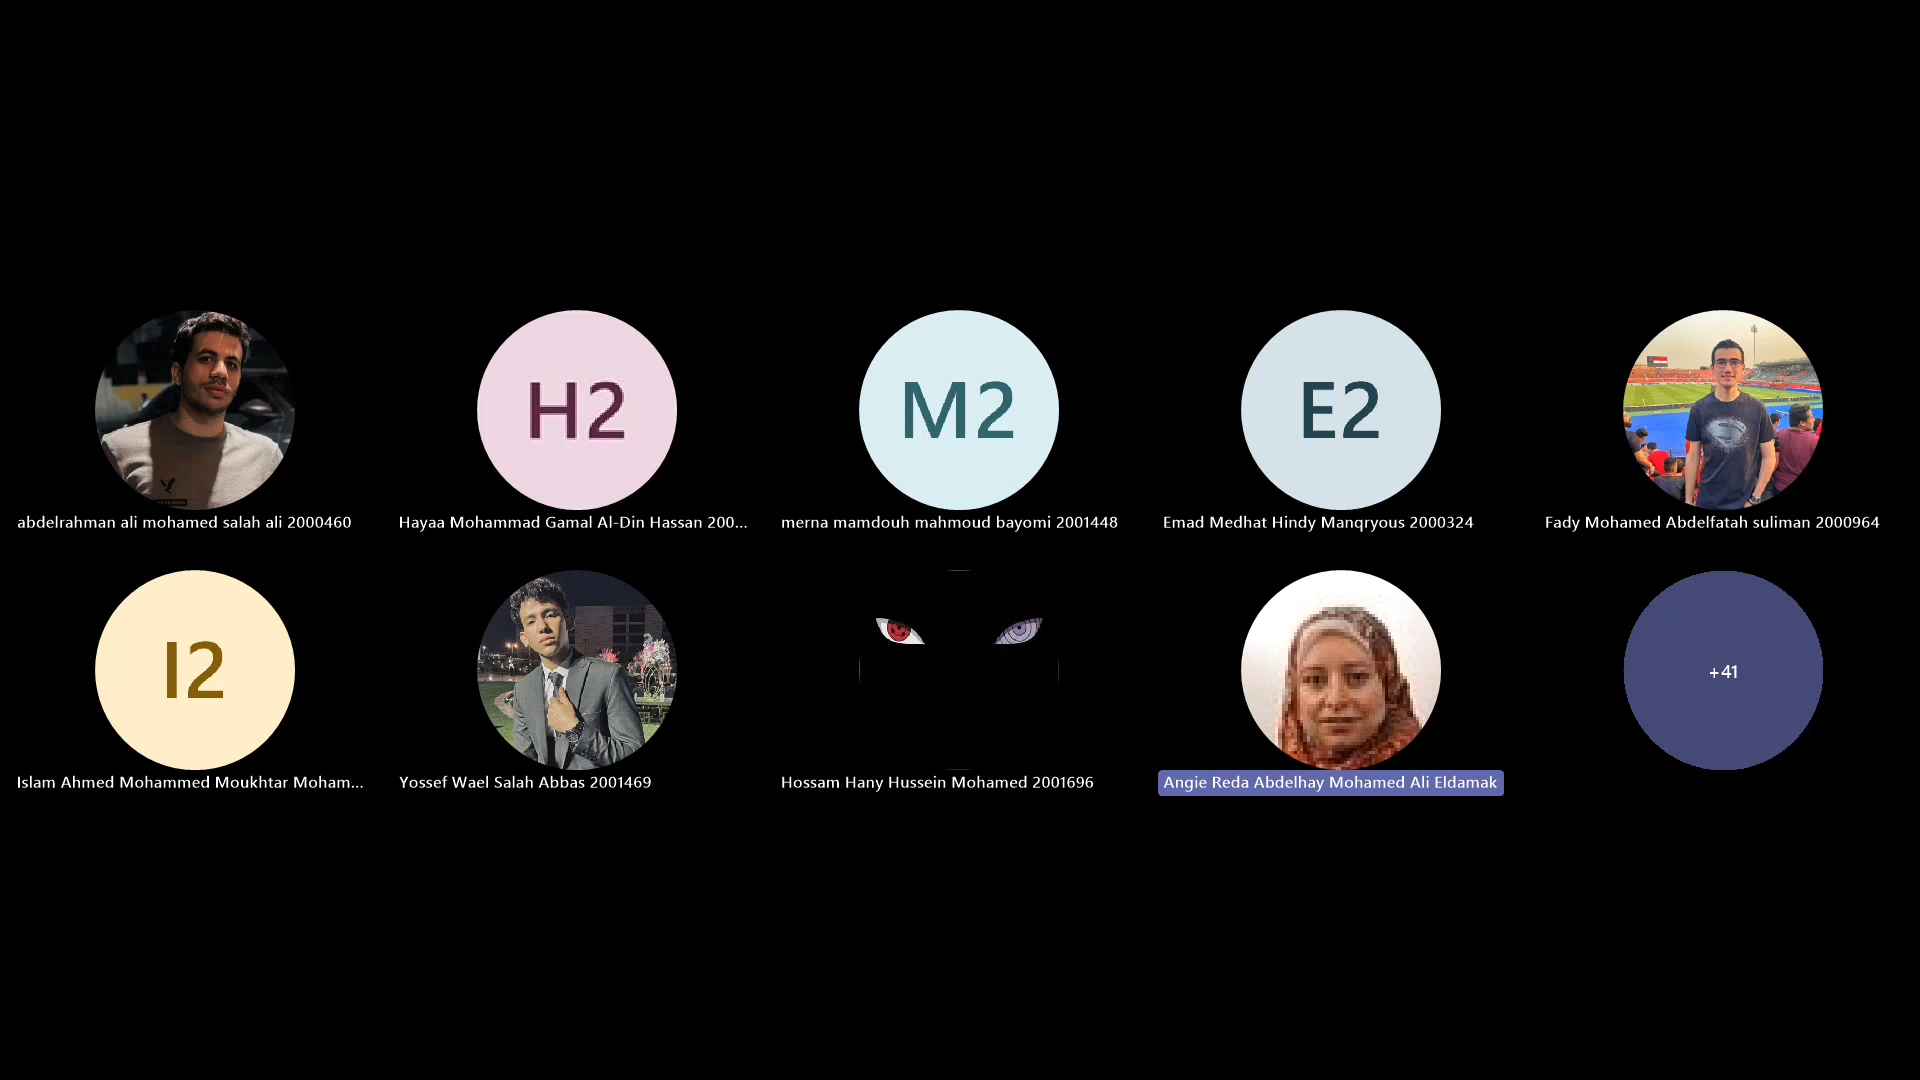 H2
M2
E2
abdelrahman ali mohamed salah ali 2000460
Hayaa Mohammad Gamal Al-Din Hassan 200...
merna mamdouh mahmoud bayomi 2001448
Emad Medhat Hindy Manqryous 2000324
Fady Mohamed Abdelfatah suliman 2000964
I2
+41
Islam Ahmed Mohammed Moukhtar Moham...
Yossef Wael Salah Abbas 2001469
Hossam Hany Hussein Mohamed 2001696
Angie Reda Abdelhay Mohamed Ali Eldamak